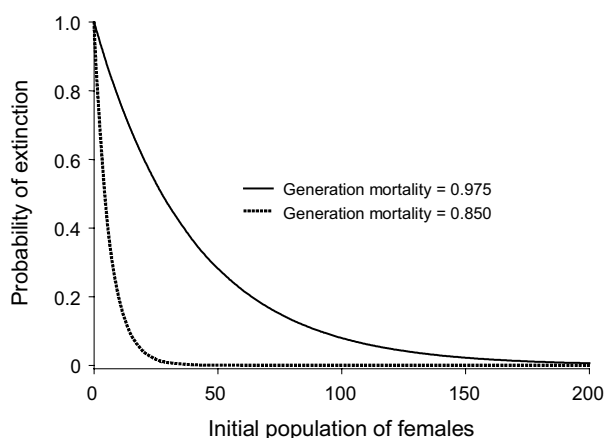 1.0
0.8
0.6
0.4
0.2
0
Probability of extinction
Generation mortality = 0.975
Generation mortality = 0.850
0 50 100 150 200
Initial population of females